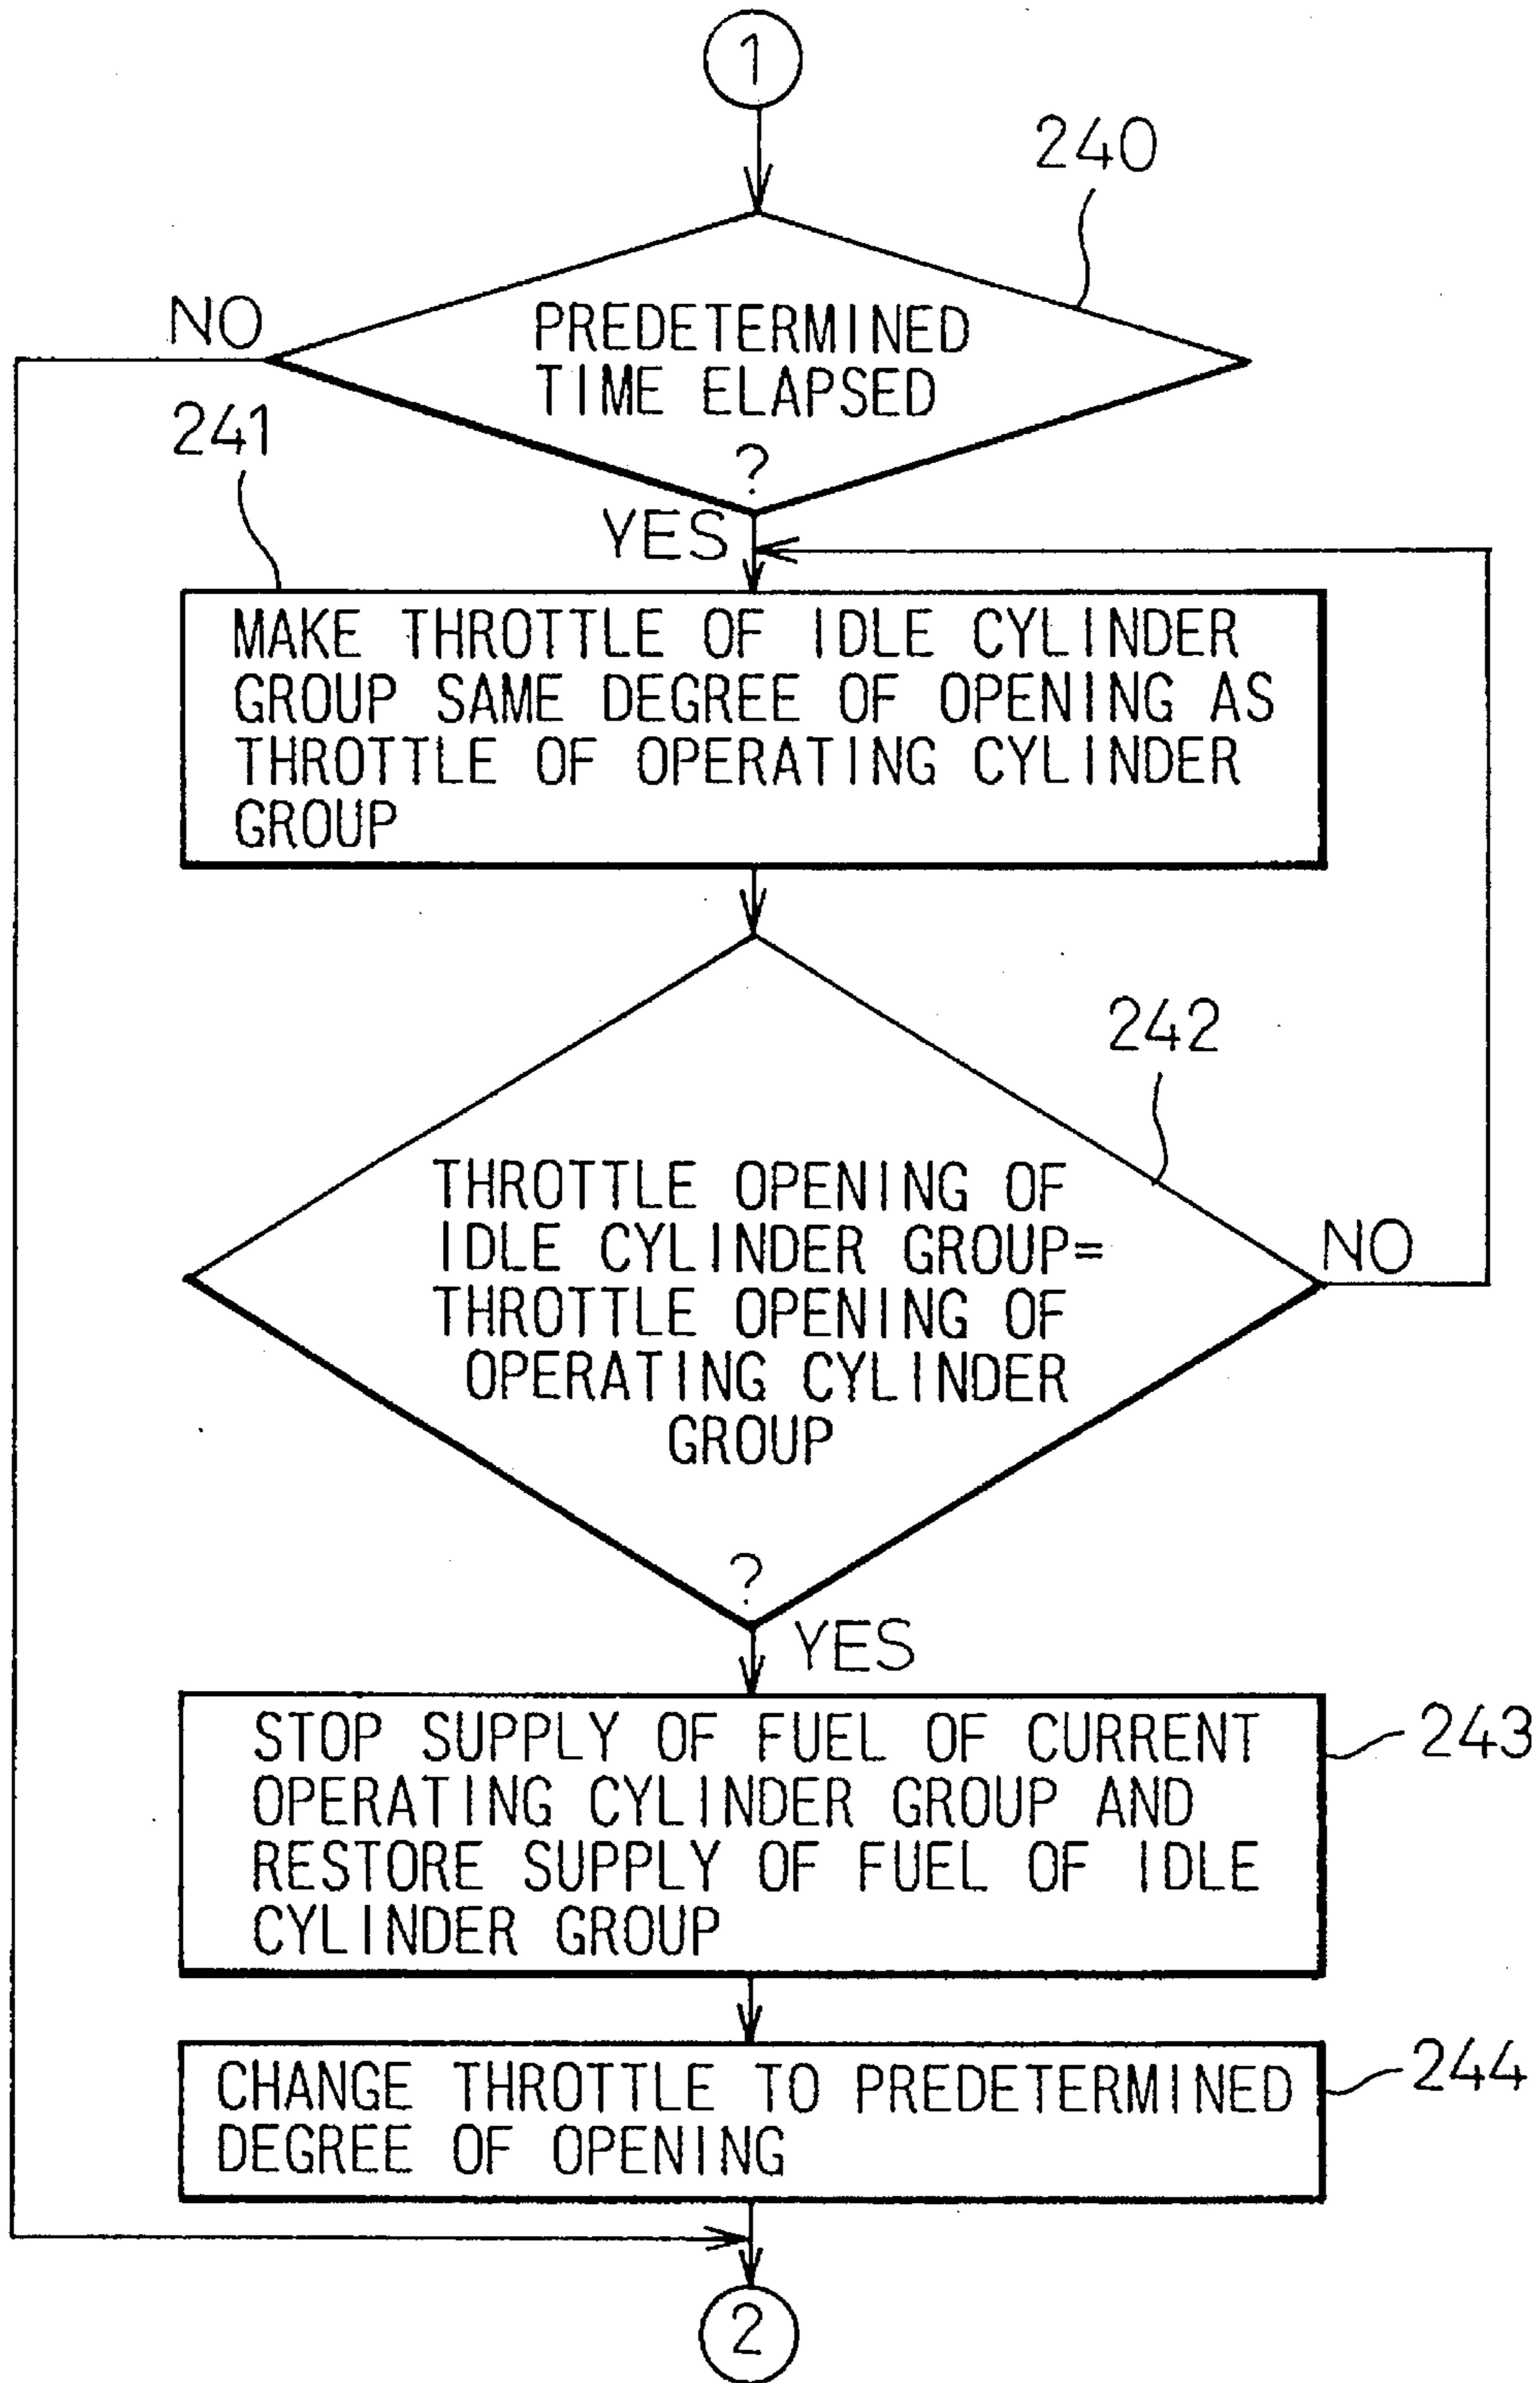 1
240
NO
PREDETERMINED
TIME ELAPSED
?
241
YES
MAKE THROTTLE OF IDLE CYLINDER
GROUP SAME DEGREE OF OPENING AS
THROTTLE OF OPERATING CYLINDER
GROUP
242
THROTTLE OPENING OF
IDLE CYLINDER GROUP=
THROTTLE OPENING OF
OPERATING CYLINDER
GROUP
?
NO
YES
STOP SUPPLY OF FUEL OF CURRENT
OPERATING CYLINDER GROUP AND
RESTORE SUPPLY OF FUEL OF IDLE
CYLINDER GROUP
243
CHANGE THROTTLE TO PREDETERMINED
DEGREE OF OPENING
244
2